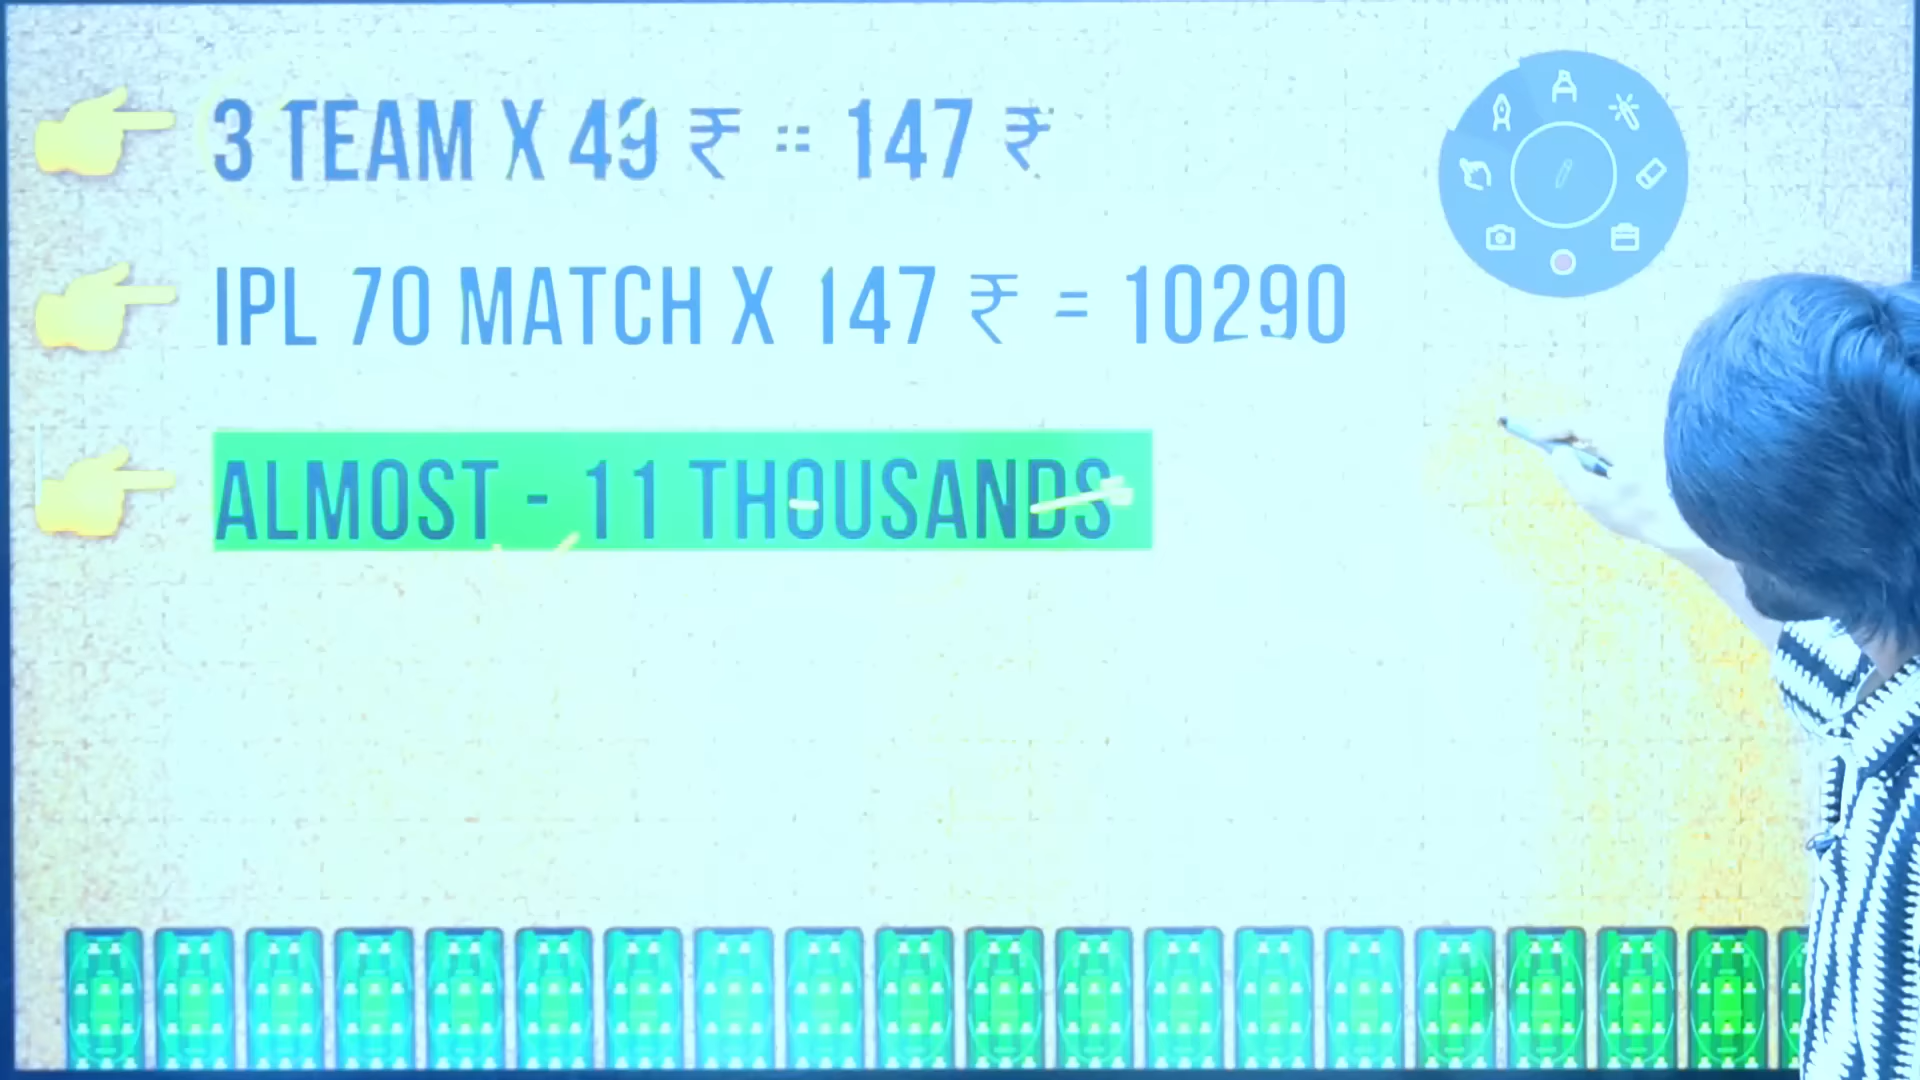 3 TEAM X 49 ₹ = 147 ₹
IPL 70 MATCH X 147 ₹ = 10290
ALMOST - 11 THOUSANDS